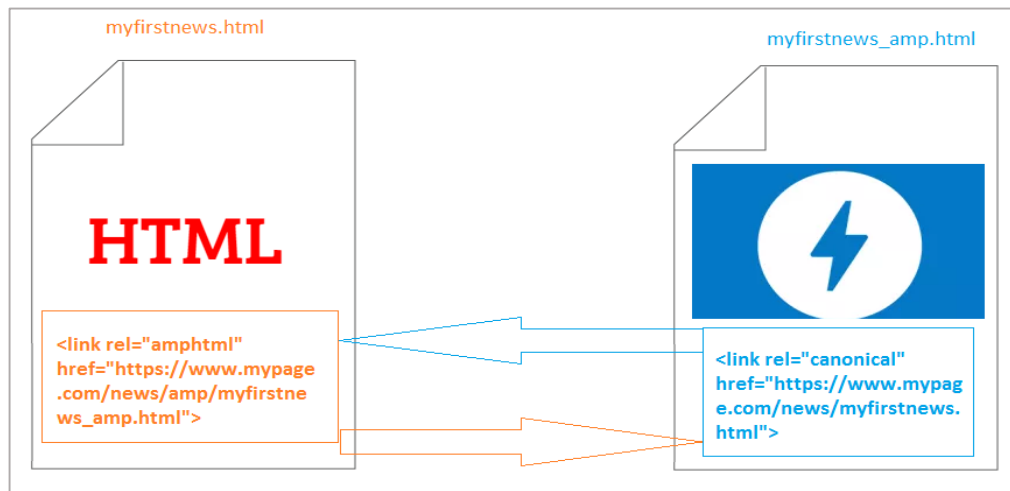 myfirstnews.html
myfirstnews_amp.html
HTML
<link rel="amphtml"
href="https://www.mypage
.com/news/amp/myfirstne
ws_amp.html">
<link rel="canonical"
href="https://www.mypag
e.com/news/myfirstnews.
html">